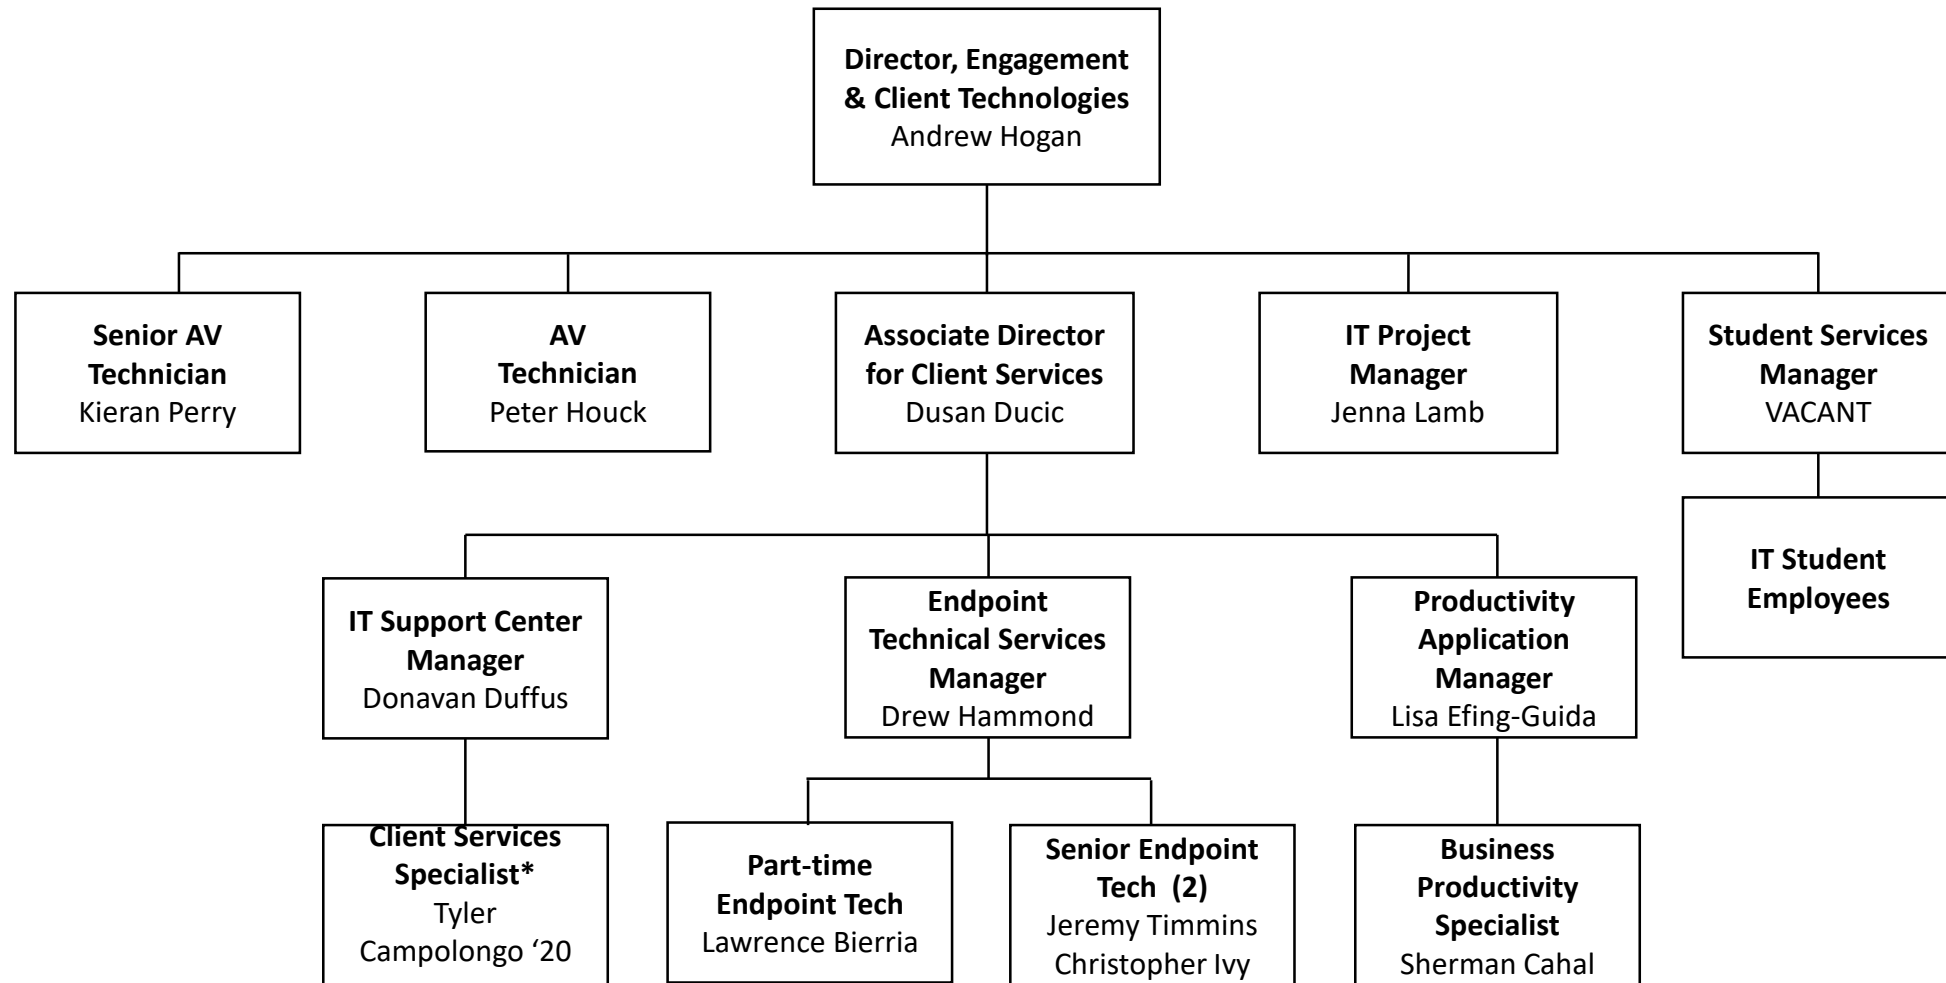 Director, Engagement
& Client Technologies
Andrew Hogan
Senior AV
Technician
Kieran Perry
AV
Technician
Peter Houck
Associate Director
for Client Services
Dusan Ducic
IT Project
Manager
Jenna Lamb
Student Services
Manager
VACANT
IT Student
Employees
IT Support Center
Manager
Donavan Duffus
Endpoint
Technical Services
Manager
Drew Hammond
Productivity
Application
Manager
Lisa Efing-Guida
Client Services
Specialist*
Tyler
Campolongo ‘20
Part-time
Endpoint Tech
Lawrence Bierria
Senior Endpoint
Tech  (2)
Jeremy Timmins
Christopher Ivy
Business
Productivity
Specialist
Sherman Cahal